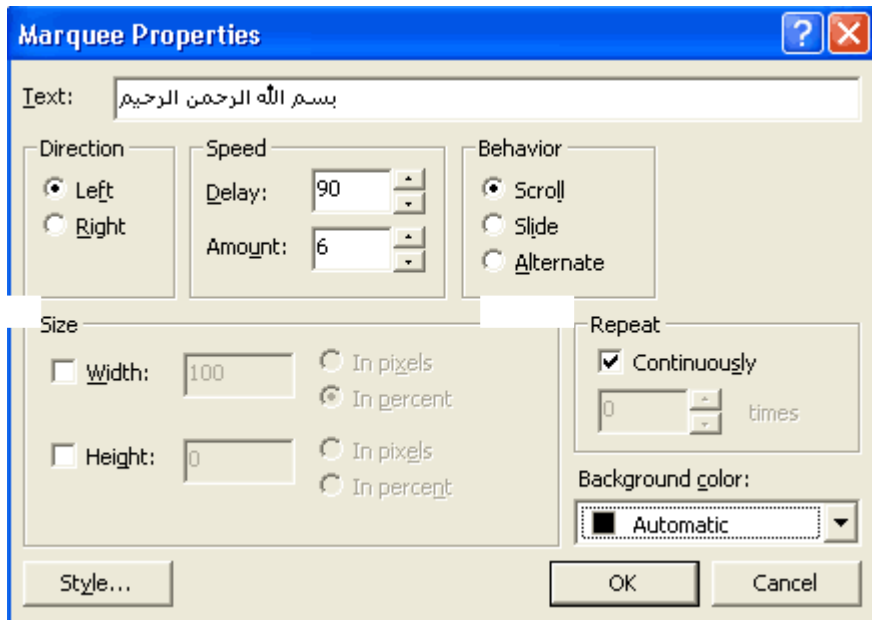 Marquee Properties
Text: بسم الله الرحمن الرحيم
Direction
Left
Right
Speed
Delay: 90
Amount: 6
Behavior
Scroll
Slide
Alternate
Size
Width: 100
In pixels
In percent
Height: 0
In pixels
In percent
Repeat
Continuously
0 times
Background color:
Automatic
Style... OK Cancel